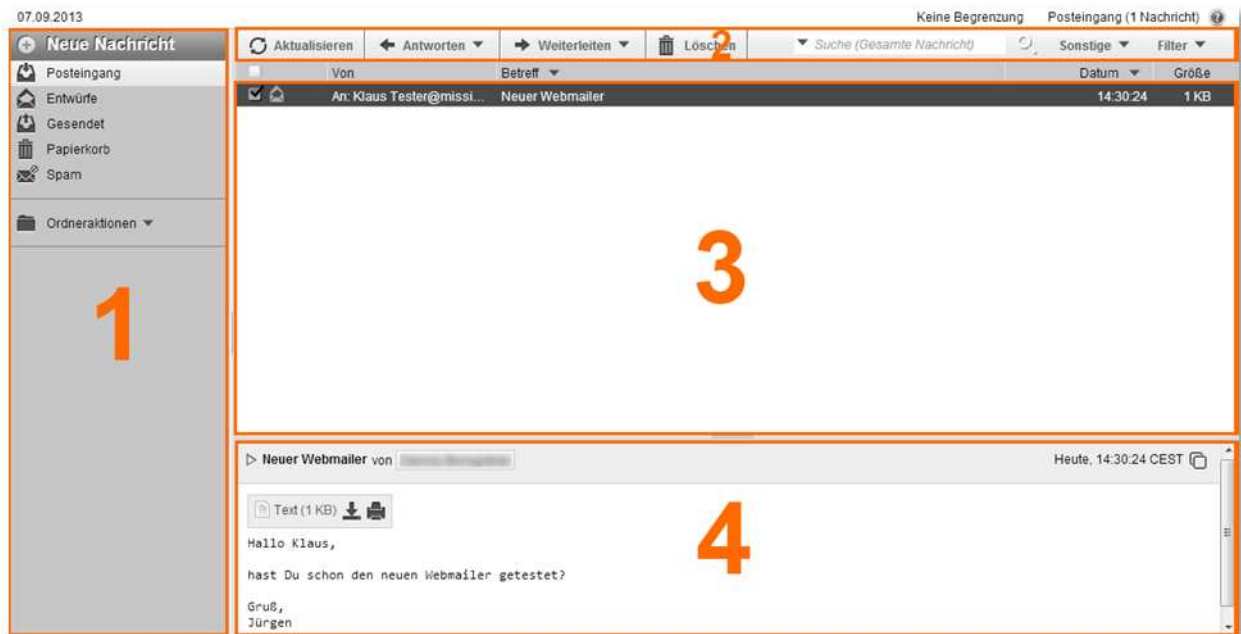 07.09.2013 Keine Begrenzung Posteingang (1 Nachricht)
Neue Nachricht
Posteingang
Entwürfe
Gesendet
Papierkorb
Spam
Ordneraktionen
1
Aktualisieren Antworten Weiterleiten Löschen 2 Suche (Gesamte Nachricht) Sonstige Filter
Von Betreff Datum Größe
An: Klaus Tester@missi... Neuer Webmailer 14:30:24 1 KB
3
Neuer Webmailer von Heute, 14:30:24 CEST
Text (1 KB)
4
Hallo Klaus,
hast Du schon den neuen Webmailer getestet?
Gruß,
Jürgen